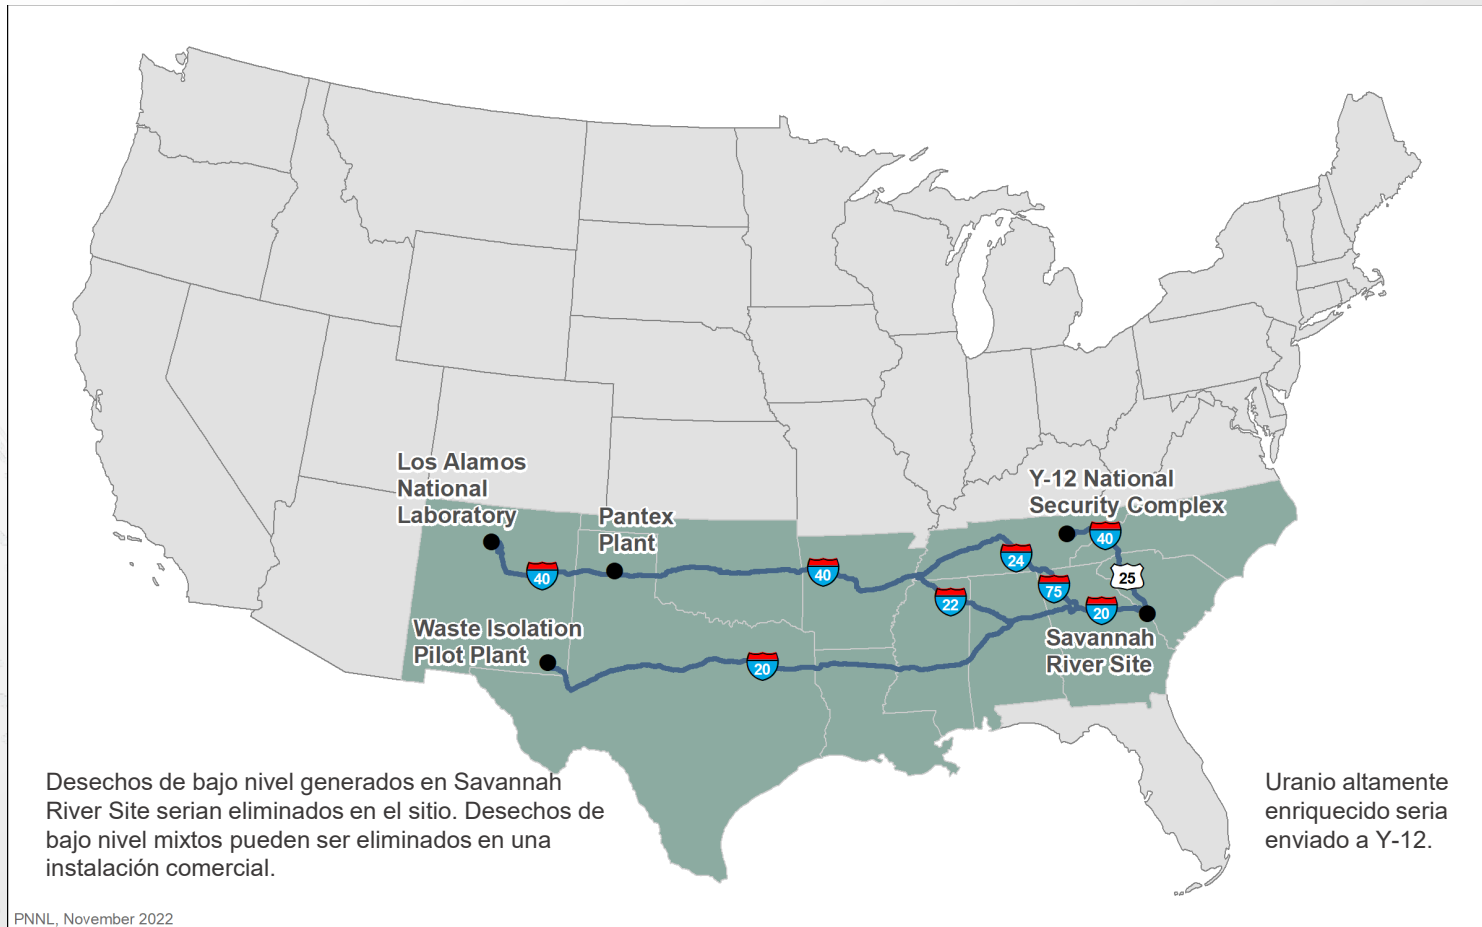 Los Alamos
National
Laboratory
Pantex
Plant
Y-12 National
Security Complex
40
40
40
24
25
75
22
20
Waste Isolation
Pilot Plant
20
Savannah
River Site
Desechos de bajo nivel generados en Savannah
River Site serian eliminados en el sitio. Desechos de
bajo nivel mixtos pueden ser eliminados en una
instalación comercial.
Uranio altamente
enriquecido seria
enviado a Y-12.
PNNL, November 2022